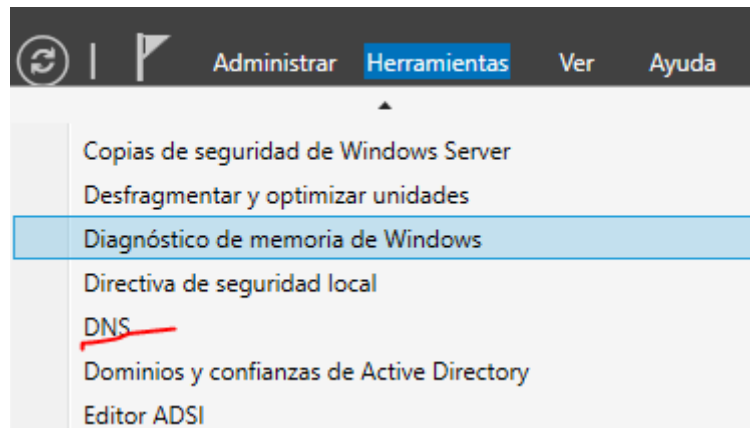 Administrar Herramientas Ver Ayuda
Copias de seguridad de Windows Server
Desfragmentar y optimizar unidades
Diagnóstico de memoria de Windows
Directiva de seguridad local
DNS
Dominios y confianzas de Active Directory
Editor ADSI